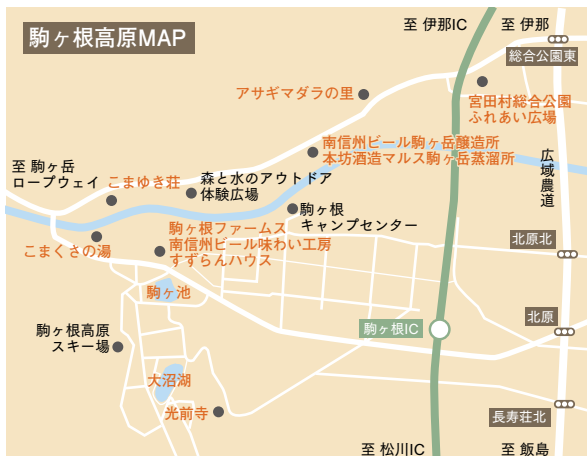 駒ヶ根高原MAP
至 伊那IC
至 伊那
総合公園東
アサギマダラの里
宮田村総合公園
ふれあい広場
南信州ビール駒ヶ岳醸造所
本坊酒造マルス駒ヶ岳蒸溜所
広域農道
至 駒ヶ岳
ロープウェイ
こまゆき荘
森と水のアウトドア
体験広場
駒ヶ根
キャンプセンター
北原北
こまくさの湯
駒ヶ根ファームス
南信州ビール味わい工房
すずらんハウス
駒ヶ池
駒ヶ根IC
北原
駒ヶ根高原
スキー場
大沼湖
光前寺
長寿荘北
至 松川IC
至 飯島